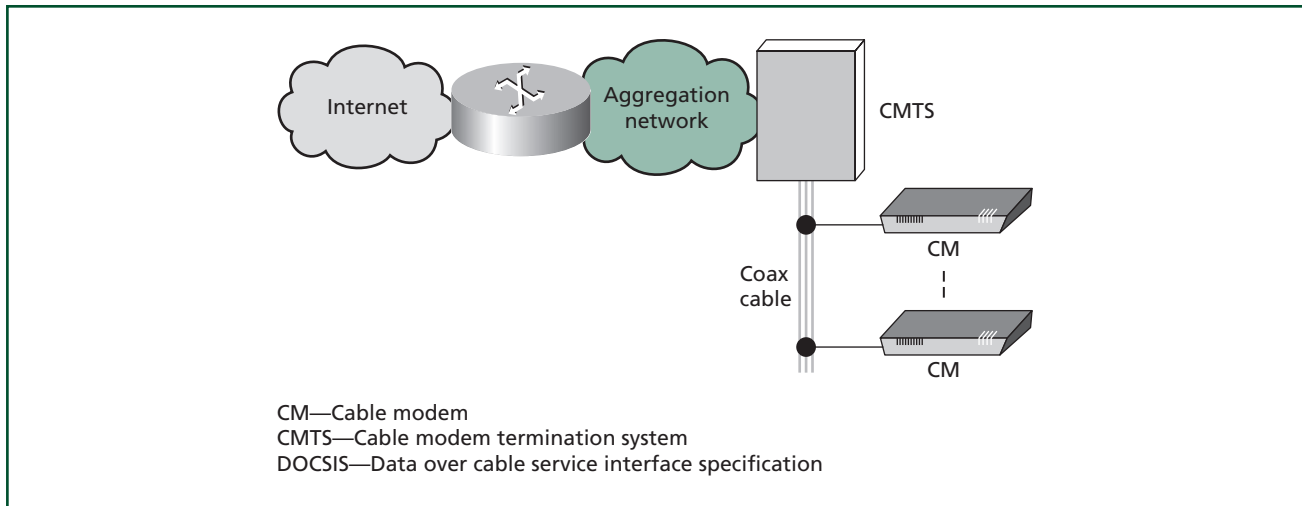 Internet
Aggregation
network
CMTS
CM
Coax
cable
CM
CM—Cable modem
CMTS—Cable modem termination system
DOCSIS—Data over cable service interface specification